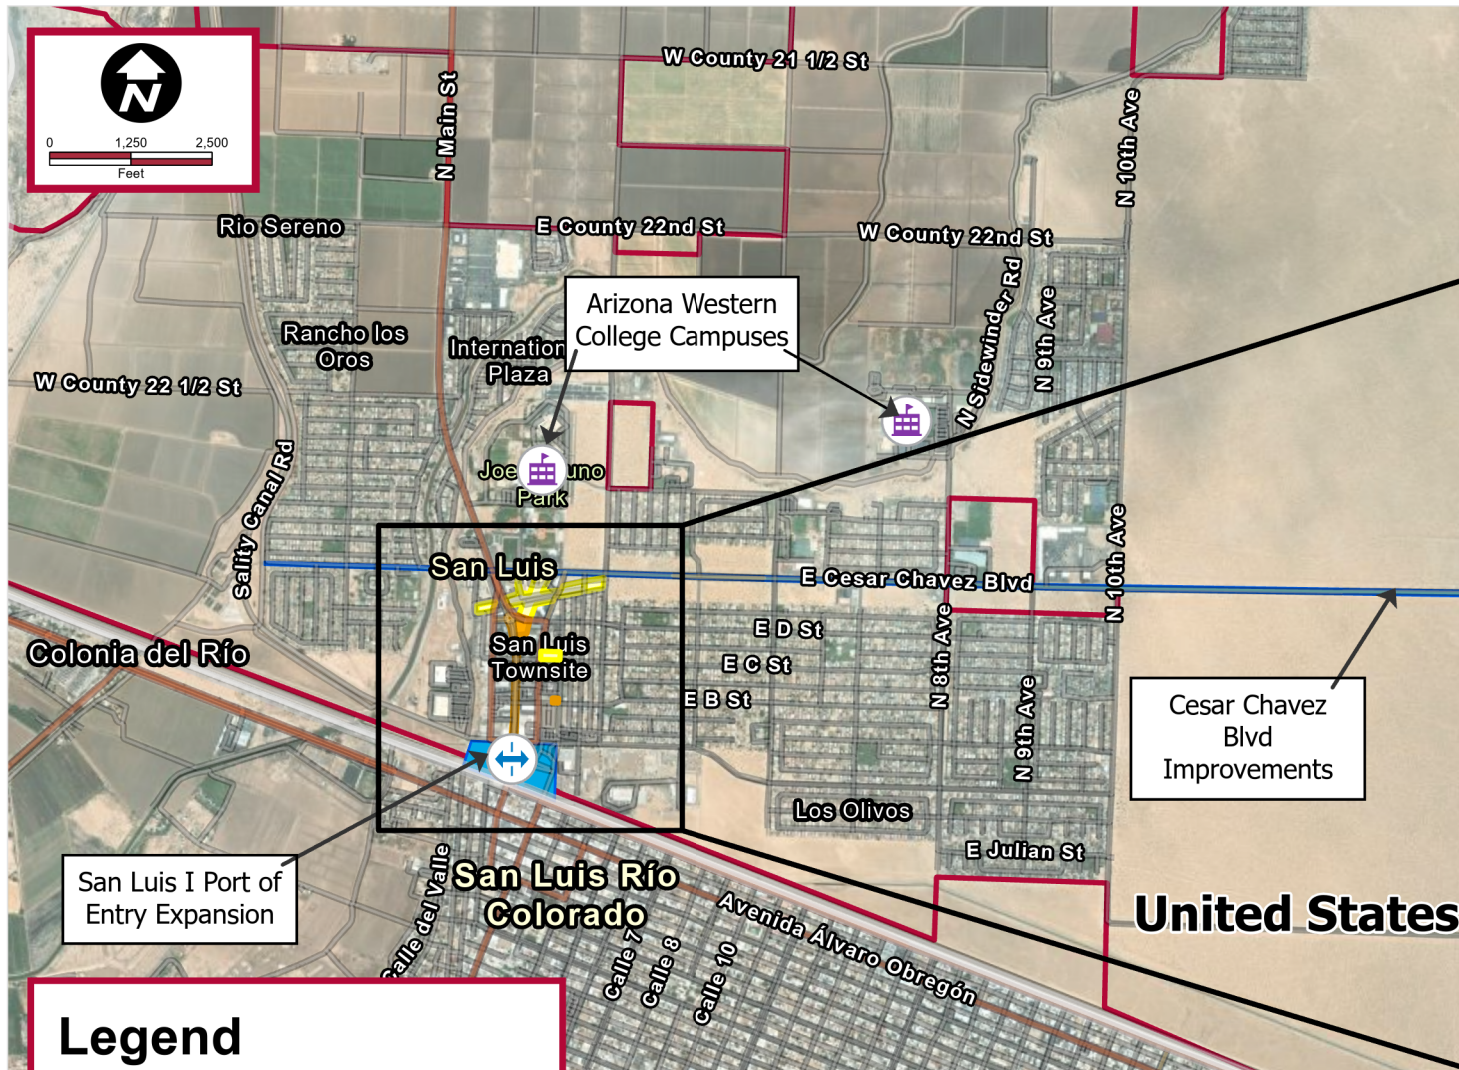 W County 21 1/2 St
N
0 1,250 2,500
Feet
N Main St
N 10th Ave
Rio Sereno
E County 22nd St
W County 22nd St
Arizona Western
College Campuses
N Sidewinder Rd
N 9th Ave
Rancho los
Oros
Internation
Plaza
W County 22 1/2 St
Joe uno
Park
Sality Canal Rd
San Luis
E Cesar Chavez Blvd
N 10th Ave
E D St
San Luis
Townsite
E C St
E B St
N 8th Ave
N 9th Ave
Colonia del Río
Cesar Chavez
Blvd
Improvements
Los Olivos
E Julian St
San Luis I Port of
Entry Expansion
Calle del Valle
San Luis Río
Colorado
Avenida Álvaro Obregón
Calle 7
Calle 8
Calle 10
United States
Legend